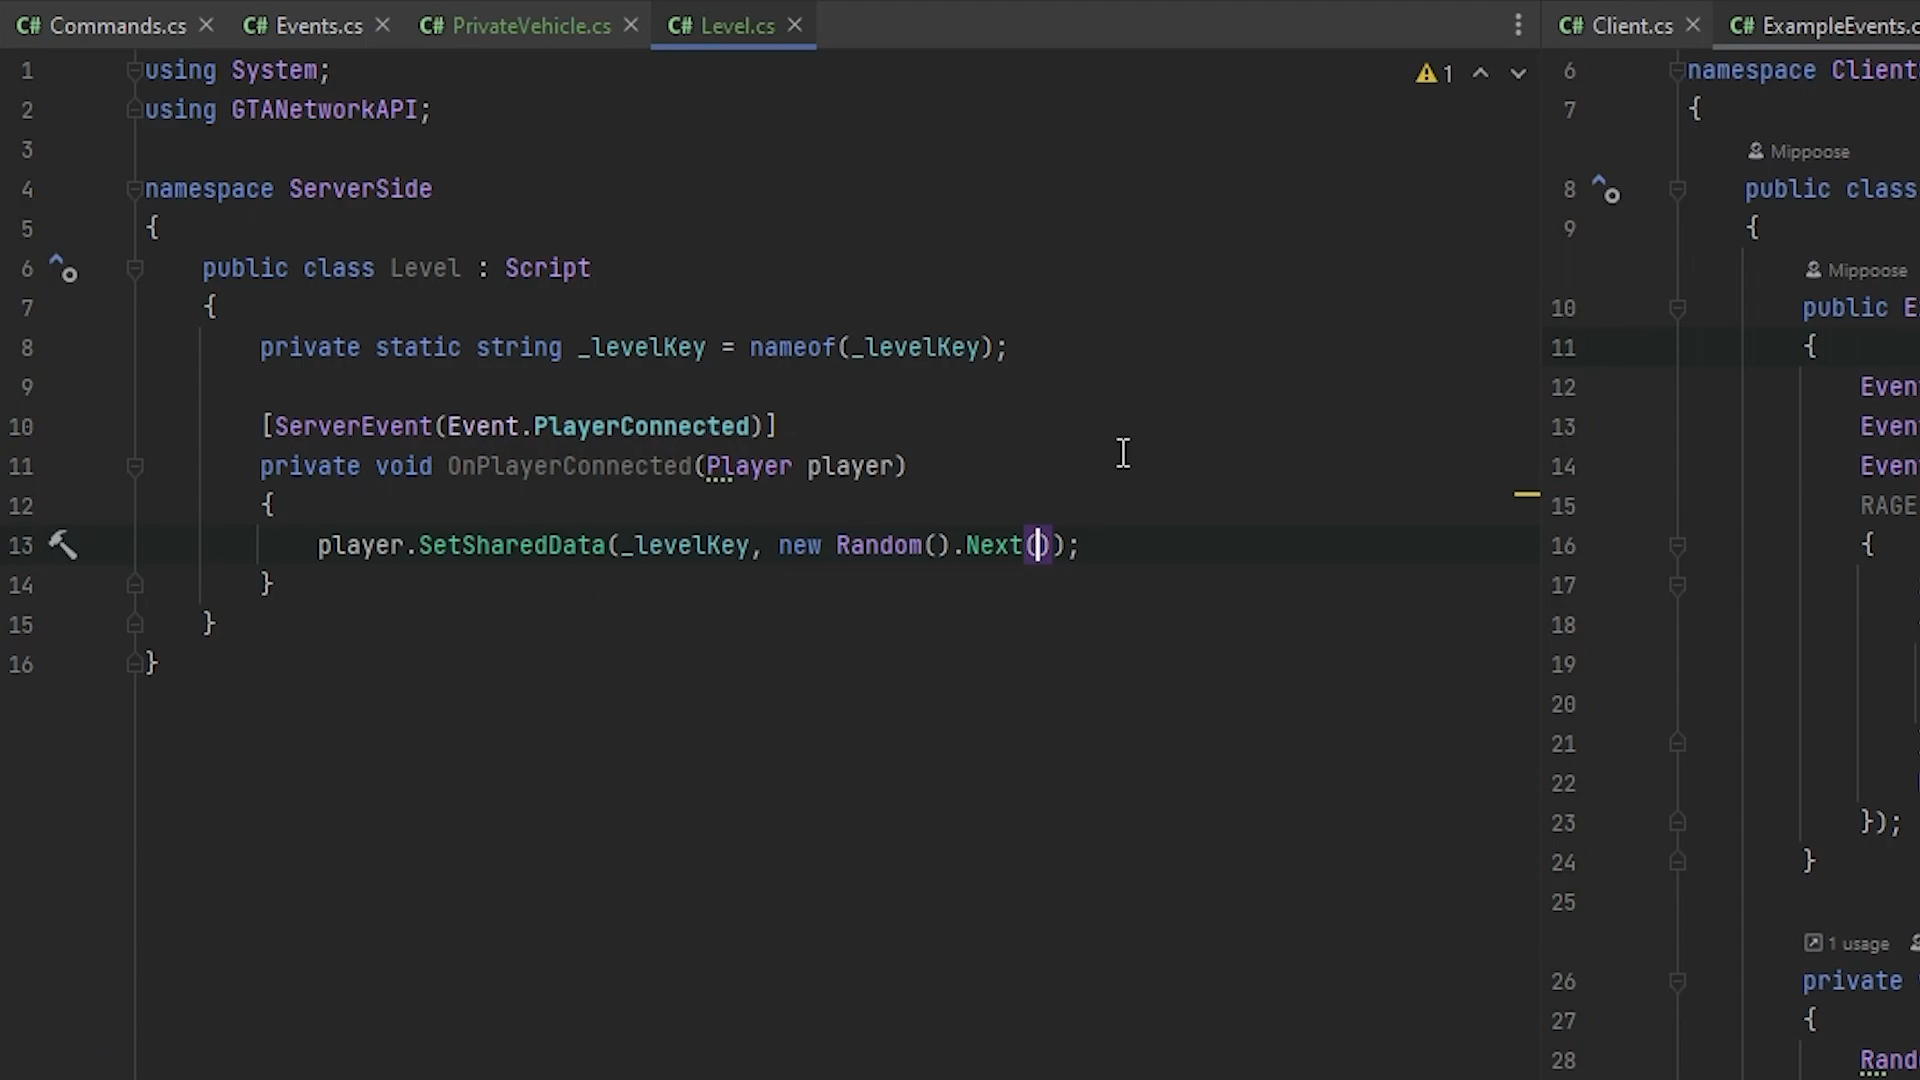 C# Commands.cs
C# Events.cs
C# PrivateVehicle.cs
C# Level.cs
1 using System;
2 using GTANetworkAPI;
3
4 namespace ServerSide
5 {
6 public class Level : Script
7 {
8 private static string _levelKey = nameof(_levelKey);
9
10 [ServerEvent(Event.PlayerConnected)]
11 private void OnPlayerConnected(Player player)
12 {
13 player.SetSharedData(_levelKey, new Random().Next());
14 }
15 }
16 }
1
C# Client.cs
C# ExampleEvents.c
6 namespace Client
7 {
Mippoose
8 public class
9 {
Mippoose
10 public E
11 {
12 Even
13 Even
14 Even
15 RAGE
16 {
17
18
19
20
21
22
23 });
24 }
25
1 usage
26 private
27 {
28 Rand